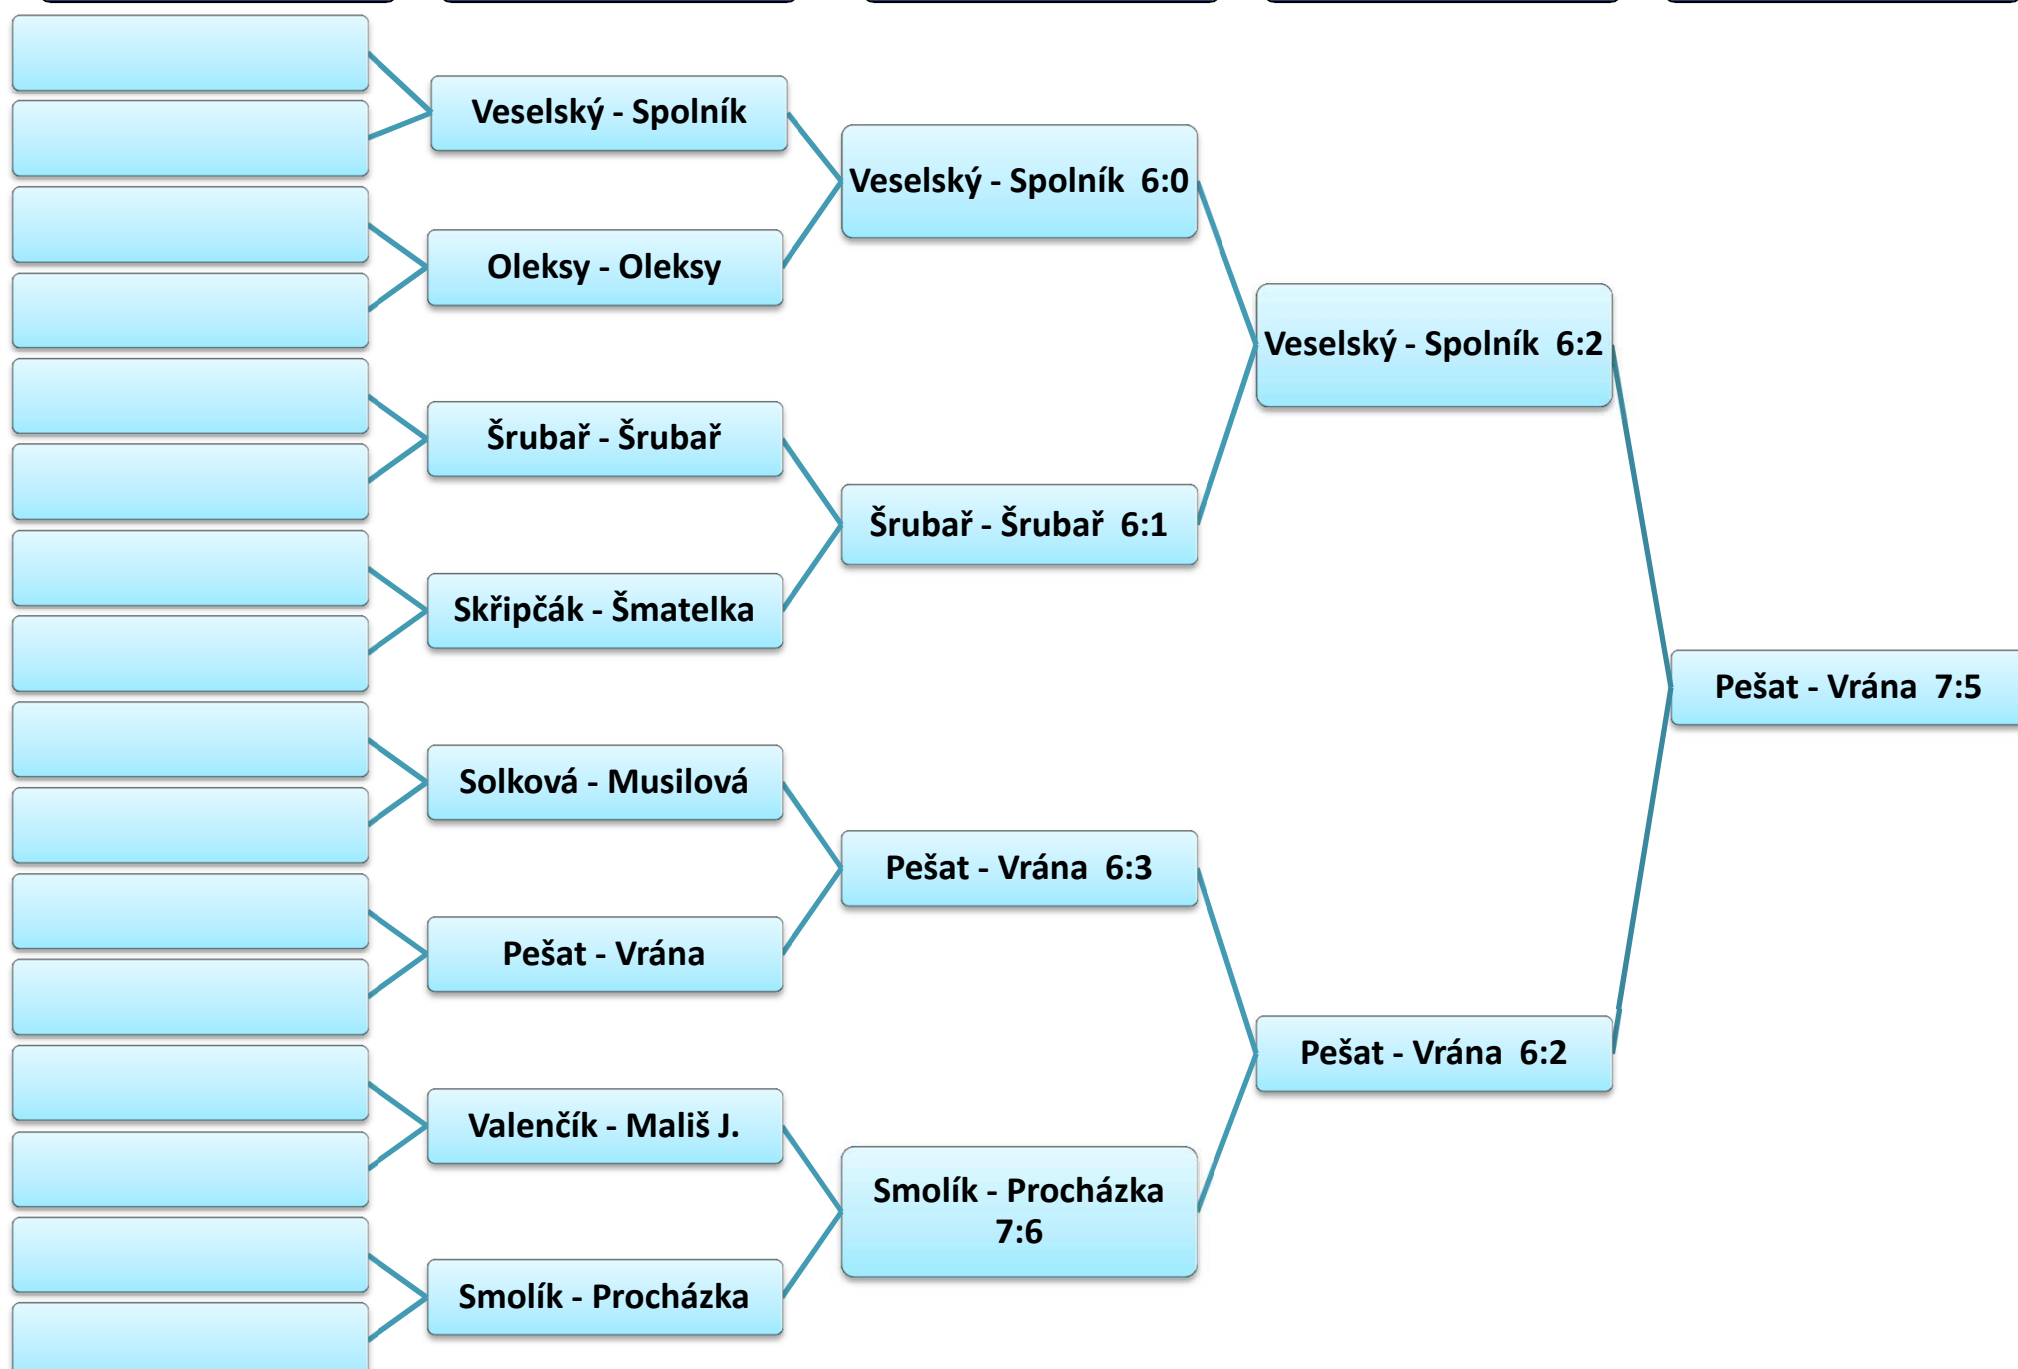 Veselský - Spolník
Oleksy - Oleksy
Šrubař - Šrubař
Skřipčák - Šmatelka
Solková - Musilová
Pešat - Vrána
Valenčík - Mališ J.
Smolík - Procházka
Veselský - Spolník 6:0
Šrubař - Šrubař 6:1
Pešat - Vrána 6:3
Smolík - Procházka
7:6
Veselský - Spolník 6:2
Pešat - Vrána 6:2
Pešat - Vrána 7:5